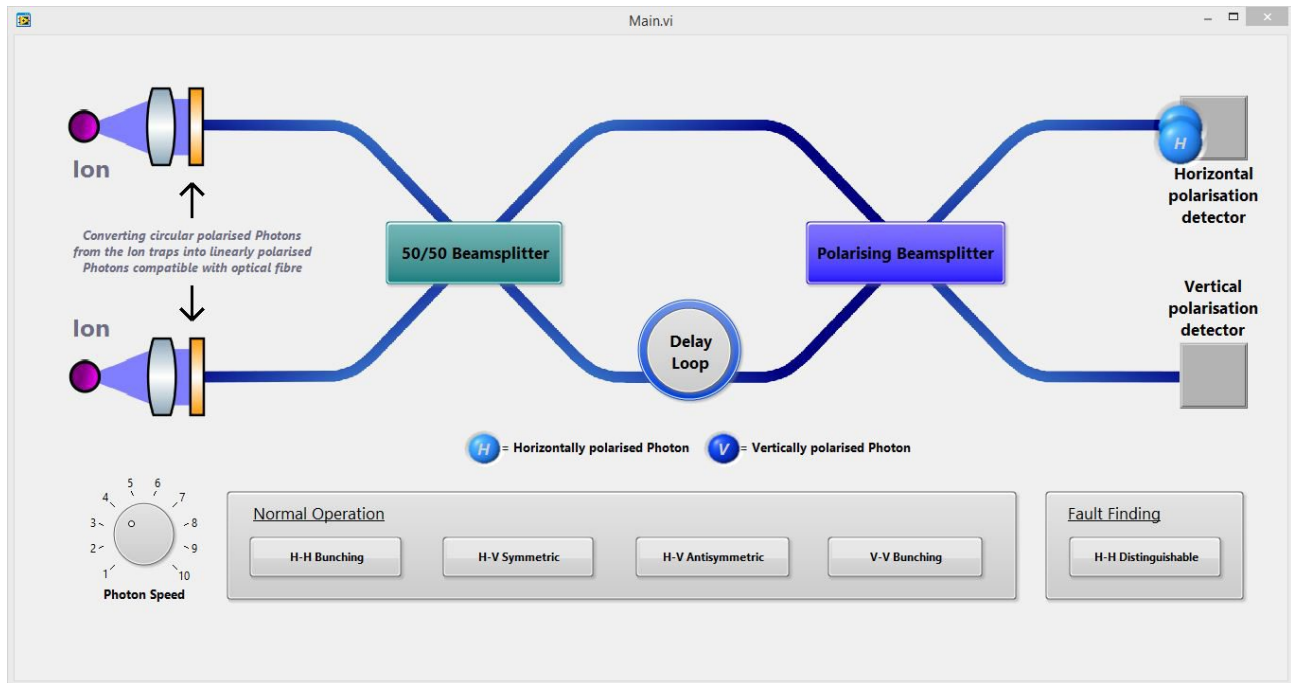 Main.vi
Ion
Converting circular polarised Photons
from the Ion traps into linearly polarised
Photons compatible with optical fibre
Ion
50/50 Beamsplitter
Delay
Loop
Polarising Beamsplitter
H
Horizontal
polarisation
detector
Vertical
polarisation
detector
H = Horizontally polarised Photon
V = Vertically polarised Photon
1
2
3
4
5
6
7
8
9
10
Photon Speed
Normal Operation
H-H Bunching
H-V Symmetric
H-V Antisymmetric
V-V Bunching
Fault Finding
H-H Distinguishable